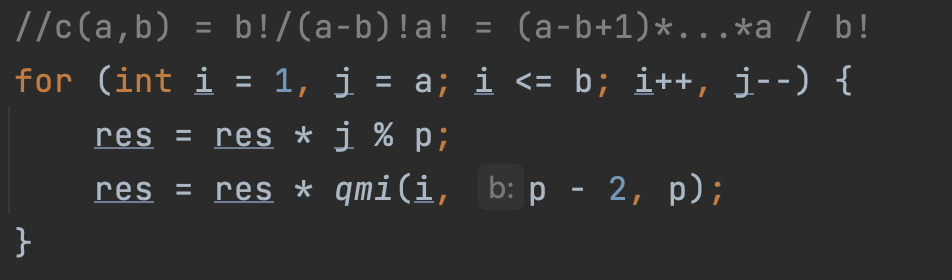 //c(a,b) = b!/(a-b)!a! = (a-b+1)*...*a / b!
for (int i = 1, j = a; i <= b; i++, j--) {
    res = res * j % p;
    res = res * qmi(i, b: p - 2, p);
}